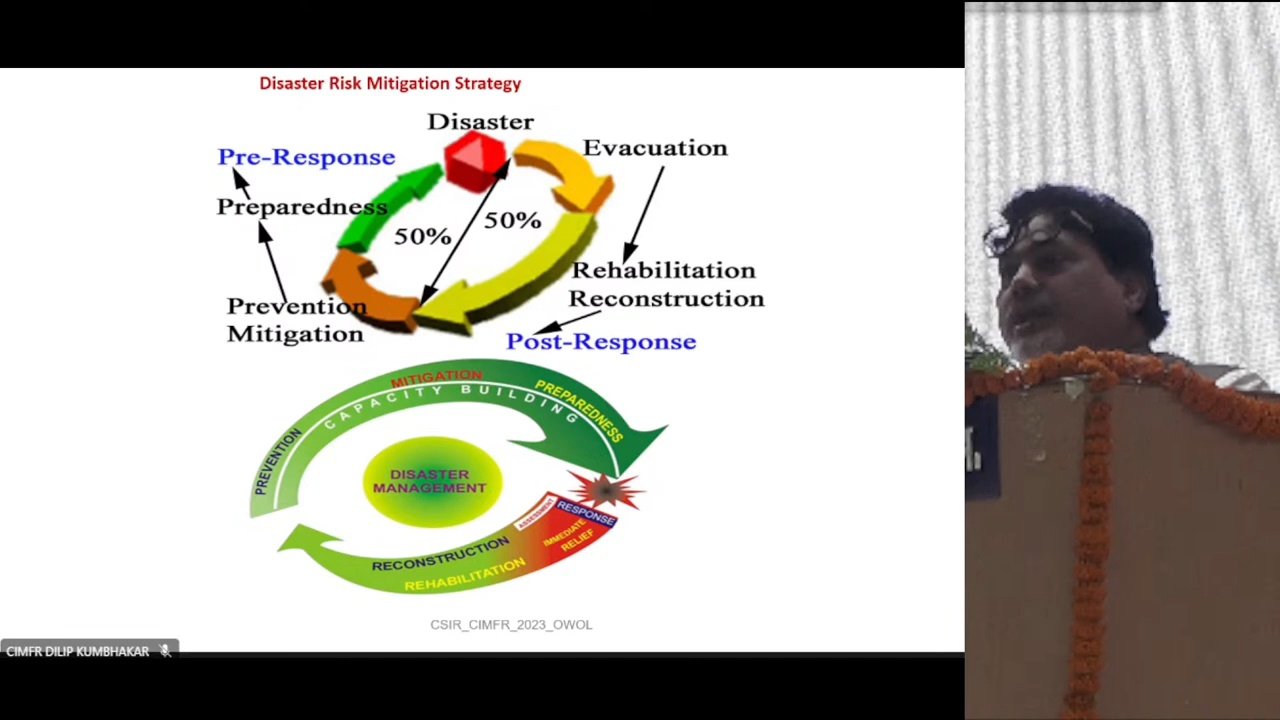 Disaster Risk Mitigation Strategy
Disaster
Evacuation
Pre-Response
Preparedness
50%
50%
Rehabilitation
Reconstruction
Prevention
Mitigation
Post-Response
MITIGATION
PREPAREDNESS
CAPACITY BUILDING
PREVENTION
DISASTER
MANAGEMENT
ASSESSMENT
RESPONSE
IMMEDIATE
RELIEF
RECONSTRUCTION
REHABILITATION
CSIR_CIMFR_2023_OWOL
CIMFR DILIP KUMBHAKAR